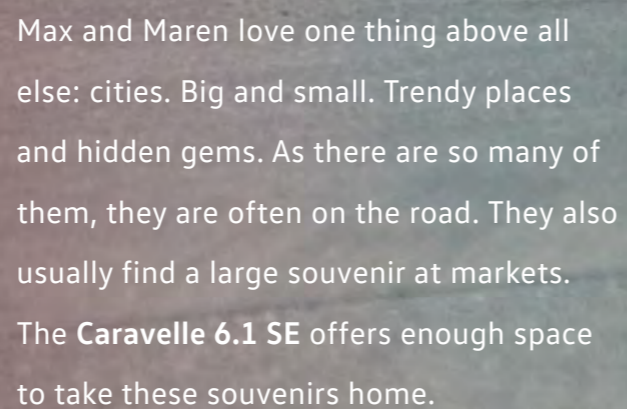 Max and Maren love one thing above all
else: cities. Big and small. Trendy places
and hidden gems. As there are so many of
them, they are often on the road. They also
usually find a large souvenir at markets.
The Caravelle 6.1 SE offers enough space
to take these souvenirs home.